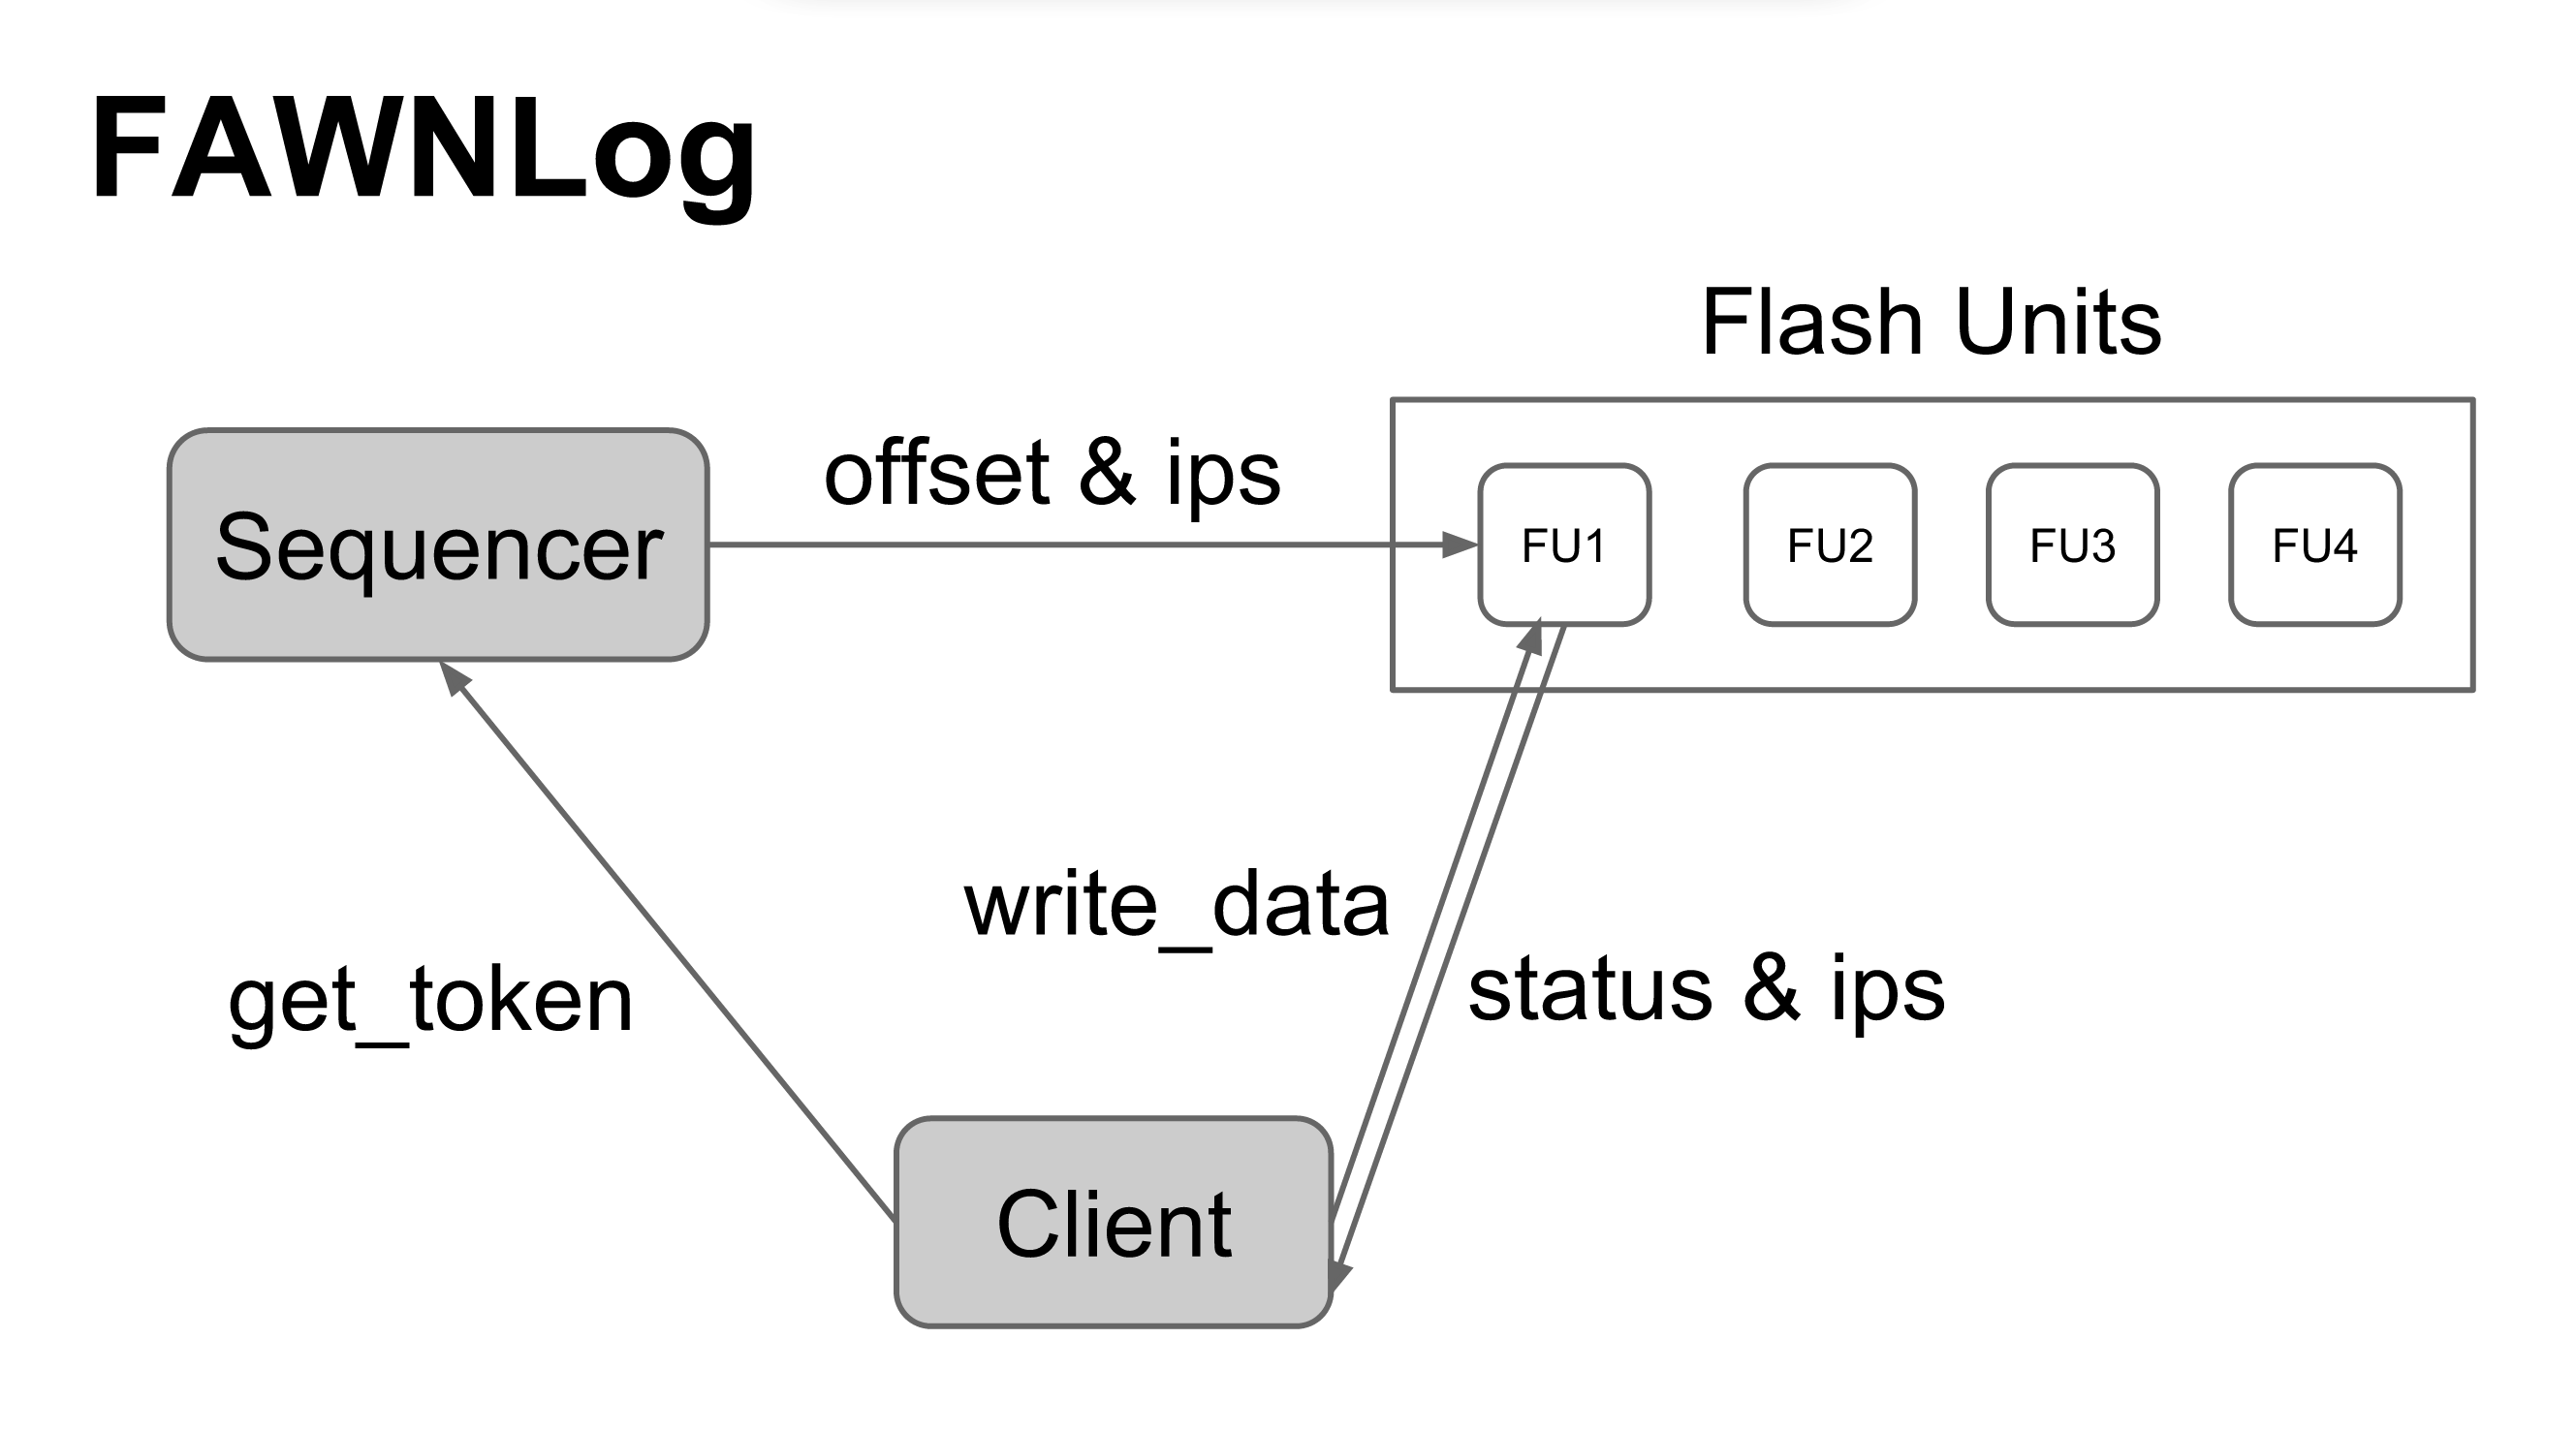 FAWNLog
Flash Units
offset & ips
Sequencer
FU1
FU2
FU3
FU4
write_data
get_token
status & ips
Client